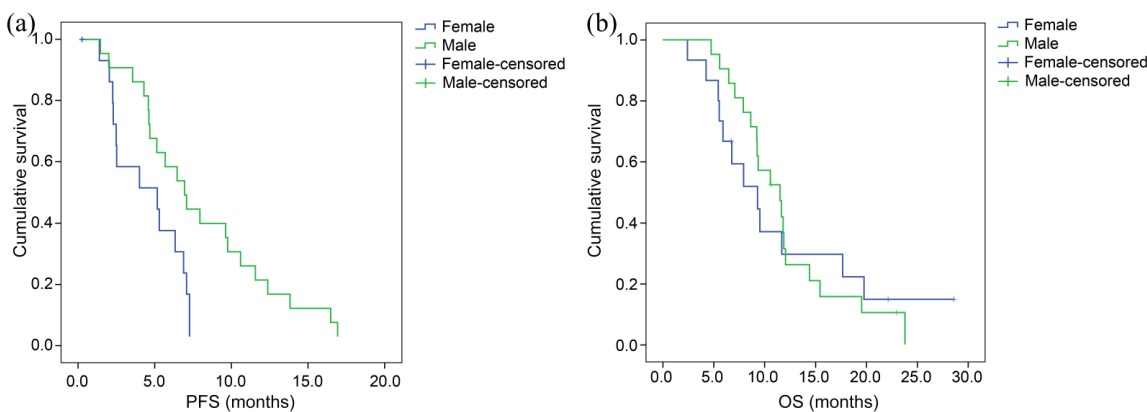 (a)
Cumulative survival
1.0
0.8
0.6
0.4
0.2
0.0
0.0 5.0 10.0 15.0 20.0
PFS (months)
Female
Male
Female-censored
Male-censored
(b)
Cumulative survival
1.0
0.8
0.6
0.4
0.2
0.0
0.0 5.0 10.0 15.0 20.0 25.0 30.0
OS (months)
Female
Male
Female-censored
Male-censored